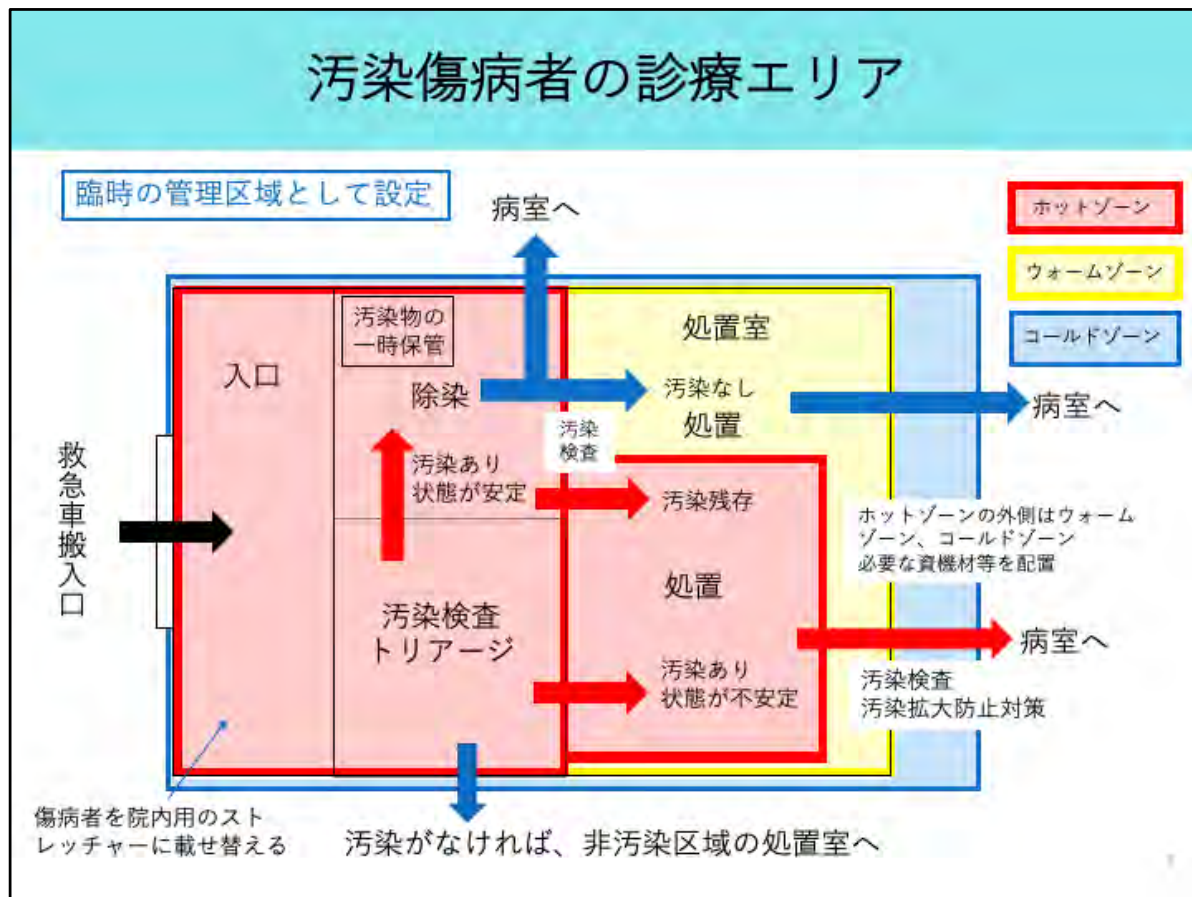 汚染傷病者の診療エリア
臨時の管理区域として設定
病室へ
ホットゾーン
ウォームゾーン
コールドゾーン
汚染物の
一時保管
入口
除染
処置室
汚染なし
処置
病室へ
汚染
検査
救急車搬入口
汚染あり
状態が安定
汚染残存
ホットゾーンの外側はウォーム
ゾーン、コールドゾーン
必要な資機材等を配置
処置
汚染検査
トリアージ
病室へ
汚染あり
状態が不安定
汚染検査
汚染拡大防止対策
傷病者を院内用のスト
レッチャーに載せ替える
汚染がなければ、非汚染区域の処置室へ